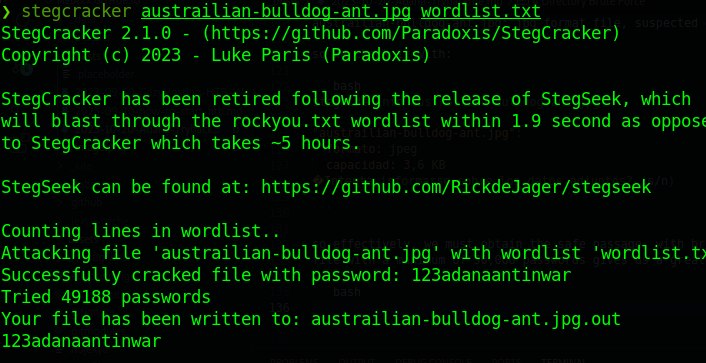 ❯ stegcracker austrailian-bulldog-ant.jpg wordlist.txt
StegCracker 2.1.0 - (https://github.com/Paradoxis/StegCracker)
Copyright (c) 2023 - Luke Paris (Paradoxis)
StegCracker has been retired following the release of StegSeek, which
will blast through the rockyou.txt wordlist within 1.9 second as oppose
to StegCracker which takes ~5 hours.
StegSeek can be found at: https://github.com/RickdeJager/stegseek
Counting lines in wordlist..
Attacking file 'austrailian-bulldog-ant.jpg' with wordlist 'wordlist.tx
Successfully cracked file with password: 123adanaantinwar
Tried 49188 passwords
Your file has been written to: austrailian-bulldog-ant.jpg.out
123adanaantinwar